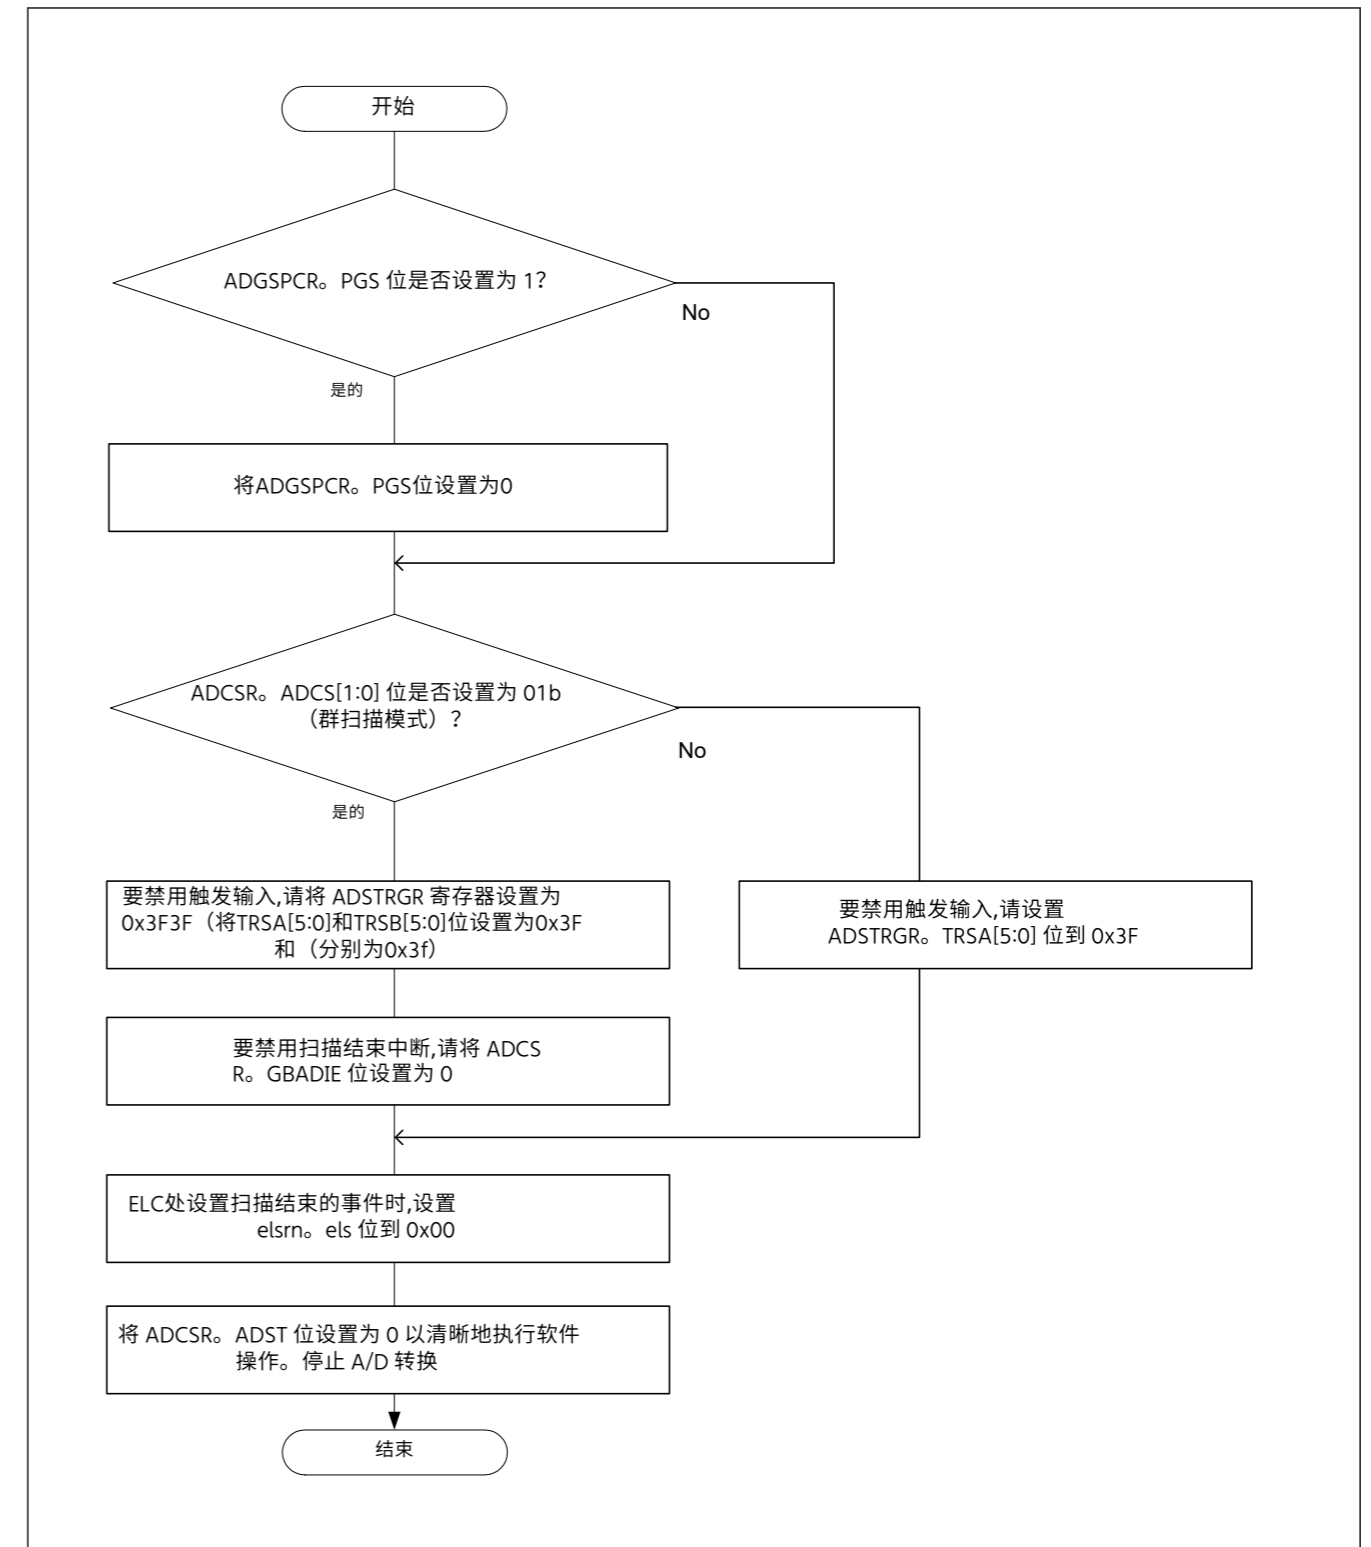 开始
ADGSPCR。PGS 位是否设置为 1?
No
是的
将ADGSPCR。PGS位设置为0
ADCSR。ADCS[1:0] 位是否设置为 01b
（群扫描模式）？
No
是的
要禁用触发输入,请将 ADSTRGR 寄存器设置为
0x3F3F（将TRSA[5:0]和TRSB[5:0]位设置为0x3F
和（分别为0x3f）
要禁用触发输入,请设置
ADSTRGR。TRSA[5:0] 位到 0x3F
要禁用扫描结束中断,请将 ADCS
R。GBADIE 位设置为 0
ELC处设置扫描结束的事件时,设置
elsrn。els 位到 0x00
将 ADCSR。ADST 位设置为 0 以清晰地执行软件
操作。停止 A/D 转换
结束